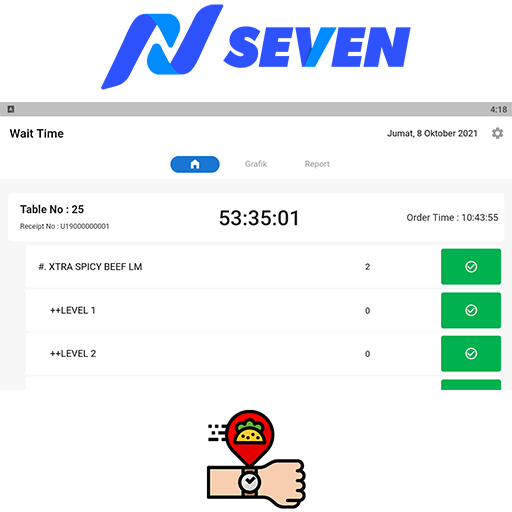 SEVEN
A 4:18
Wait Time Jumat, 8 Oktober 2021
Grafik Report
Table No : 25
53:35:01
Order Time : 10:43:55
Receipt No : U19000000001
#. XTRA SPICY BEEF LM 2
++LEVEL 1 0
++LEVEL 2 0